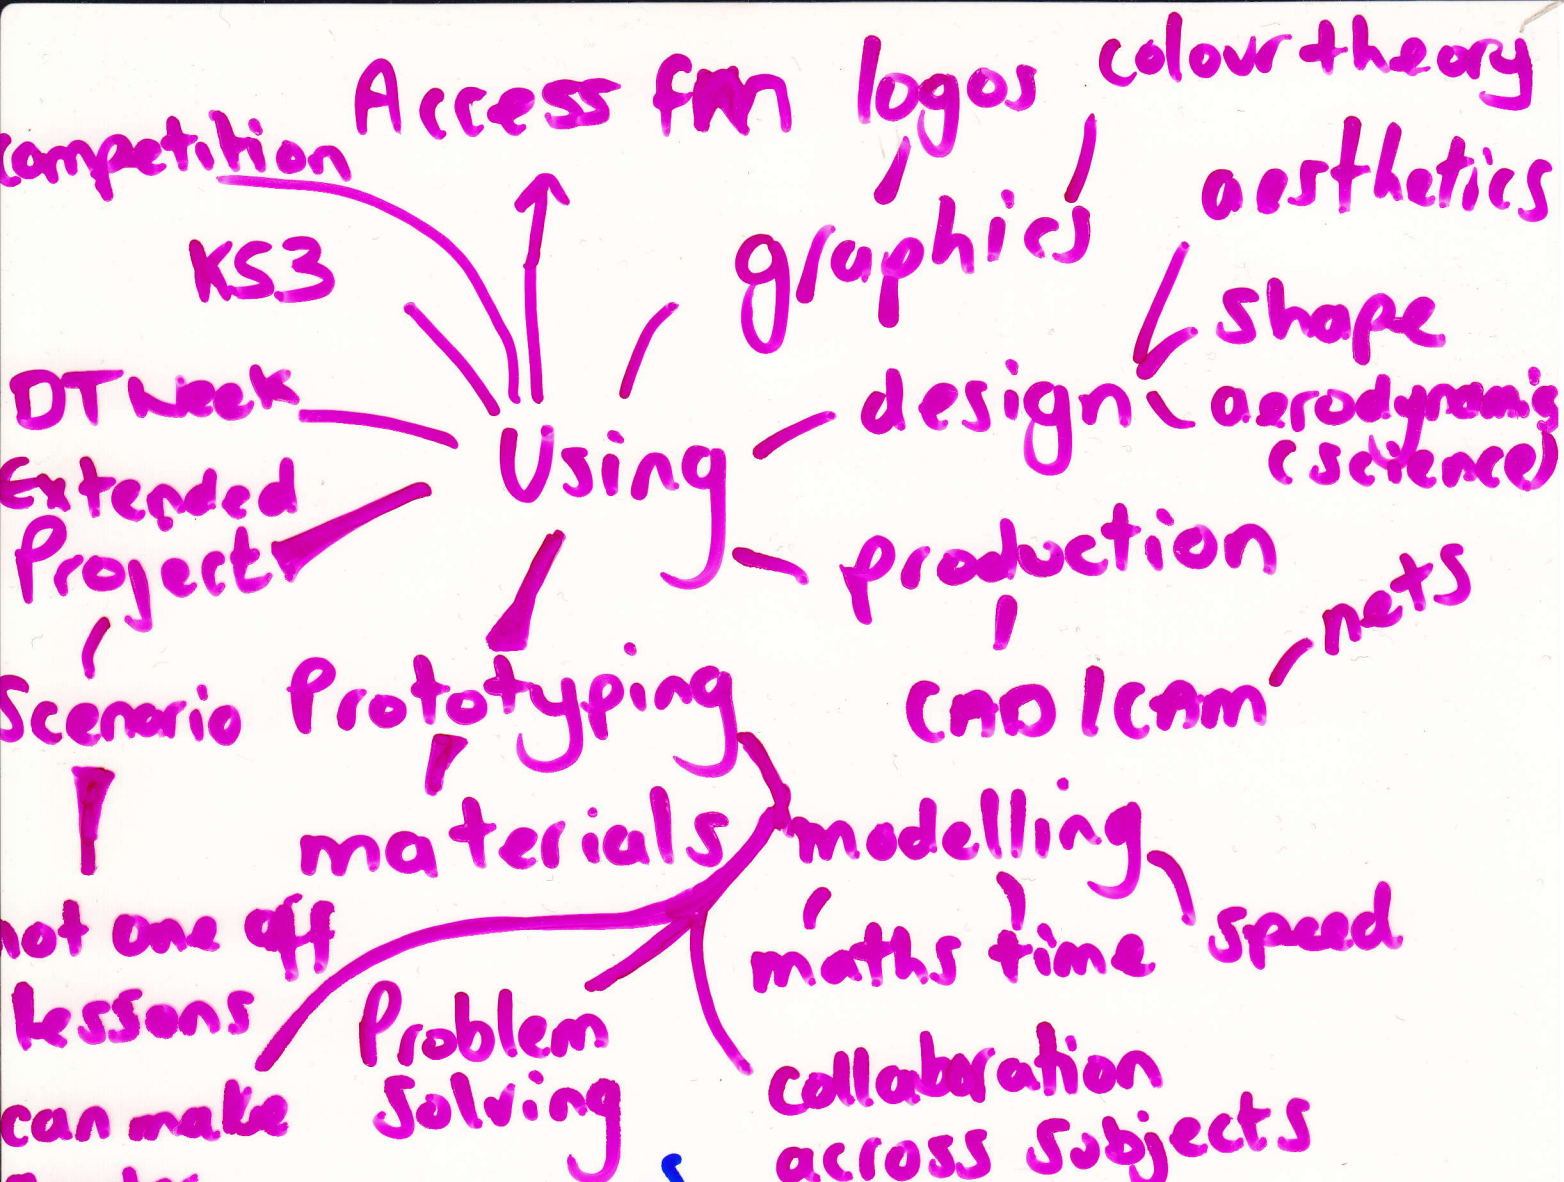 Access fm
logos
colour theory
competition
aesthetics
KS3
graphics
shape
DT week
design
aerodynamics
(science)
Using
Extended
Project
production
nets
Scenario
Prototyping
CAD/CAM
materials
modelling
not one off
lessons
maths
time
speed
Problem
Solving
collaboration
across subjects
can make